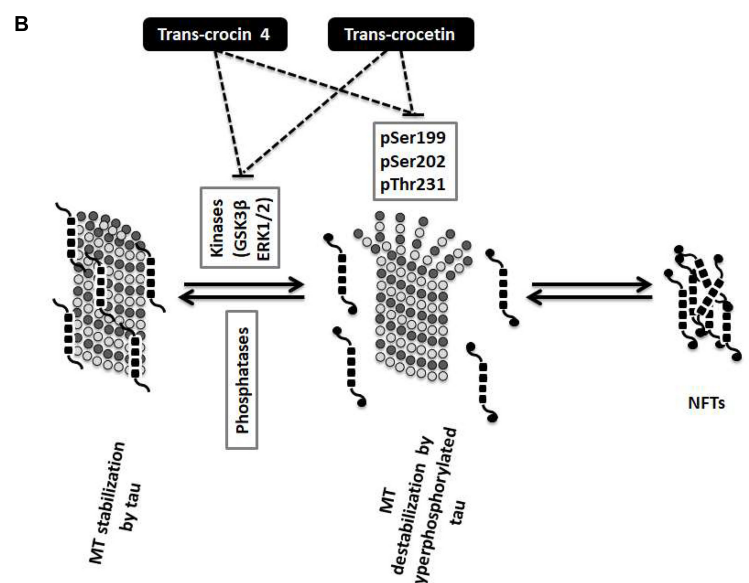 B
Trans-crocin 4
Trans-crocetin
pSer199
pSer202
pThr231
Kinases
(GSK3β
ERK1/2)
Phosphatases
NFTs
MT stabilization
by tau
MT
destabilization by
yperphosphorylated
tau